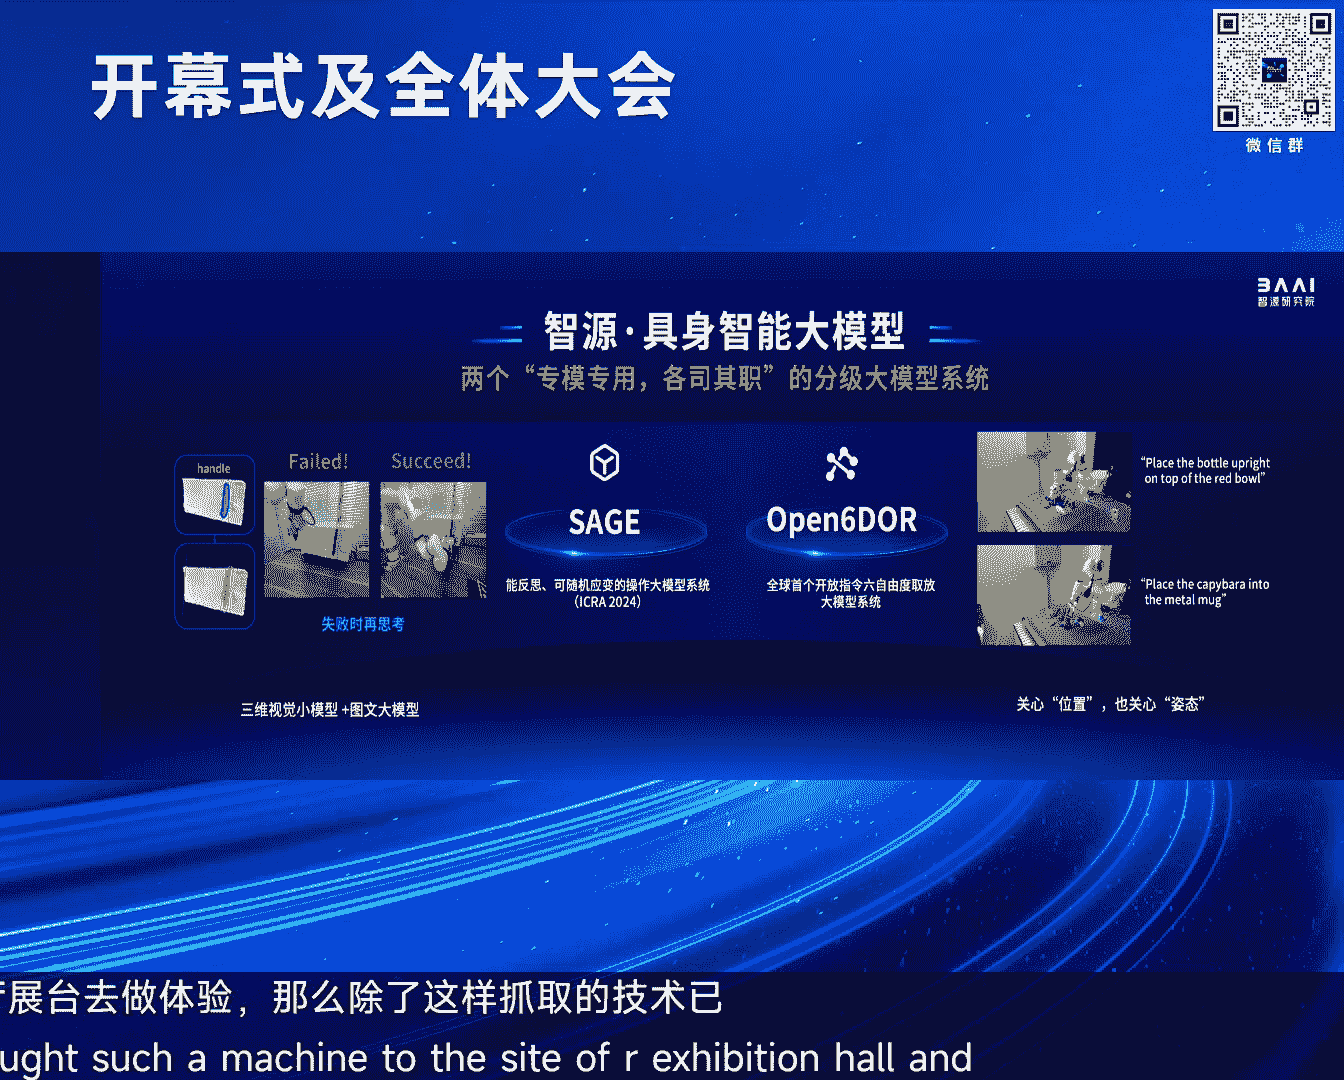 开幕式及全体大会
微信群
BAAI
智源研究院
智源·具身智能大模型
两个“专模专用，各司其职”的分级大模型系统
handle
Failed!
Succeed!
失败时再思考
三维视觉小模型+图文大模型
SAGE
能反思、可随机应变的操作大模型系统
（ICRA 2024）
Open6DOR
全球首个开放指令六自由度取放
大模型系统
“Place the bottle upright
on top of the red bowl”
“Place the capybara into
the metal mug”
关心“位置”，也关心“姿态”
展台去做体验，那么除了这样抓取的技术已
ught such a machine to the site of r exhibition hall and